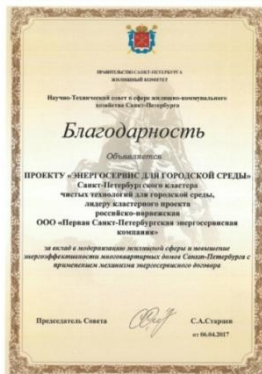 ПРАВИТЕЛЬСТВО САНКТ-ПЕТЕРБУРГА
ЖИЛИЩНЫЙ КОМИТЕТ
Научно-Технический совет в сфере жилищно-коммунального
хозяйства Санкт-Петербурга
Благодарность
Объявляется
ПРОЕКТУ «ЭНЕРГОСЕРВИС ДЛЯ ГОРОДСКОЙ СРЕДЫ»
Санкт-Петербургского кластера
чистых технологий для городской среды,
лидеру кластерного проекта
российско-норвежская
ООО «Первая Санкт-Петербургская энергосервисная
компания»
за вклад в модернизацию жилищной сферы и повышение
энергоэффективности многоквартирных домов Санкт-Петербурга с
применением механизма энергосервисного договора
Председатель Совета
С.А.Старцев
от 06.04.2017